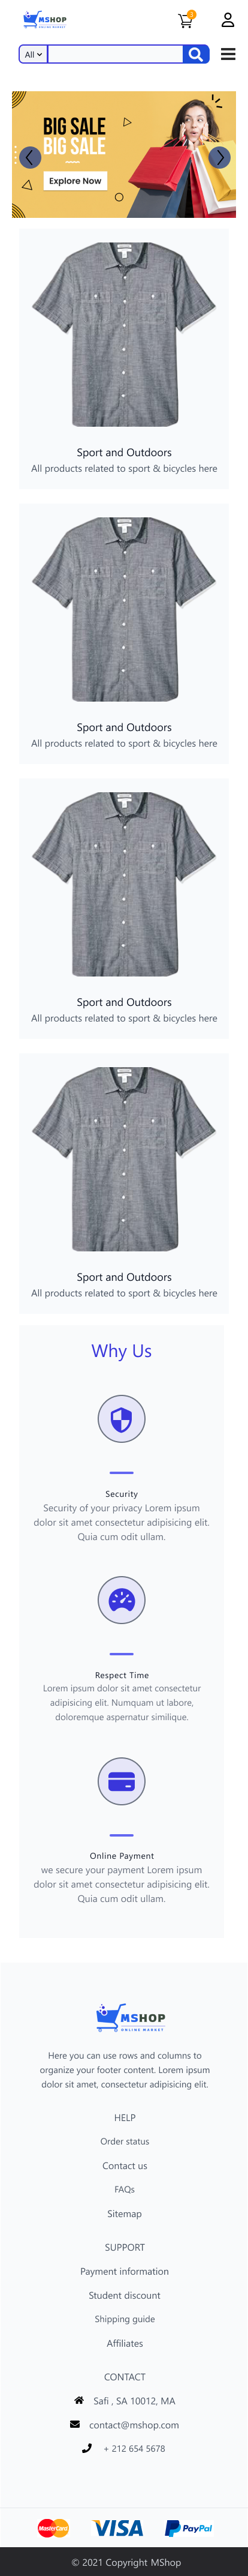 MSHOP
All
BIG SALE
BIG SALE
Explore Now
Sport and Outdoors
All products related to sport & bicycles here
Sport and Outdoors
All products related to sport & bicycles here
Sport and Outdoors
All products related to sport & bicycles here
Sport and Outdoors
All products related to sport & bicycles here
Why Us
Security
Security of your privacy Lorem ipsum
dolor sit amet consectetur adipisicing elit.
Quia cum odit ullam.
Respect Time
Lorem ipsum dolor sit amet consectetur
adipisicing elit. Numquam ut labore,
doloremque aspernatur similique.
Online Payment
we secure your payment Lorem ipsum
dolor sit amet consectetur adipisicing elit.
Quia cum odit ullam.
MSHOP
ONLINE MARKET
Here you can use rows and columns to
organize your footer content. Lorem ipsum
dolor sit amet, consectetur adipisicing elit.
HELP
Order status
Contact us
FAQs
Sitemap
SUPPORT
Payment information
Student discount
Shipping guide
Affiliates
CONTACT
Safi , SA 10012, MA
contact@mshop.com
+ 212 654 5678
MasterCard VISA PayPal
© 2021 Copyright MShop